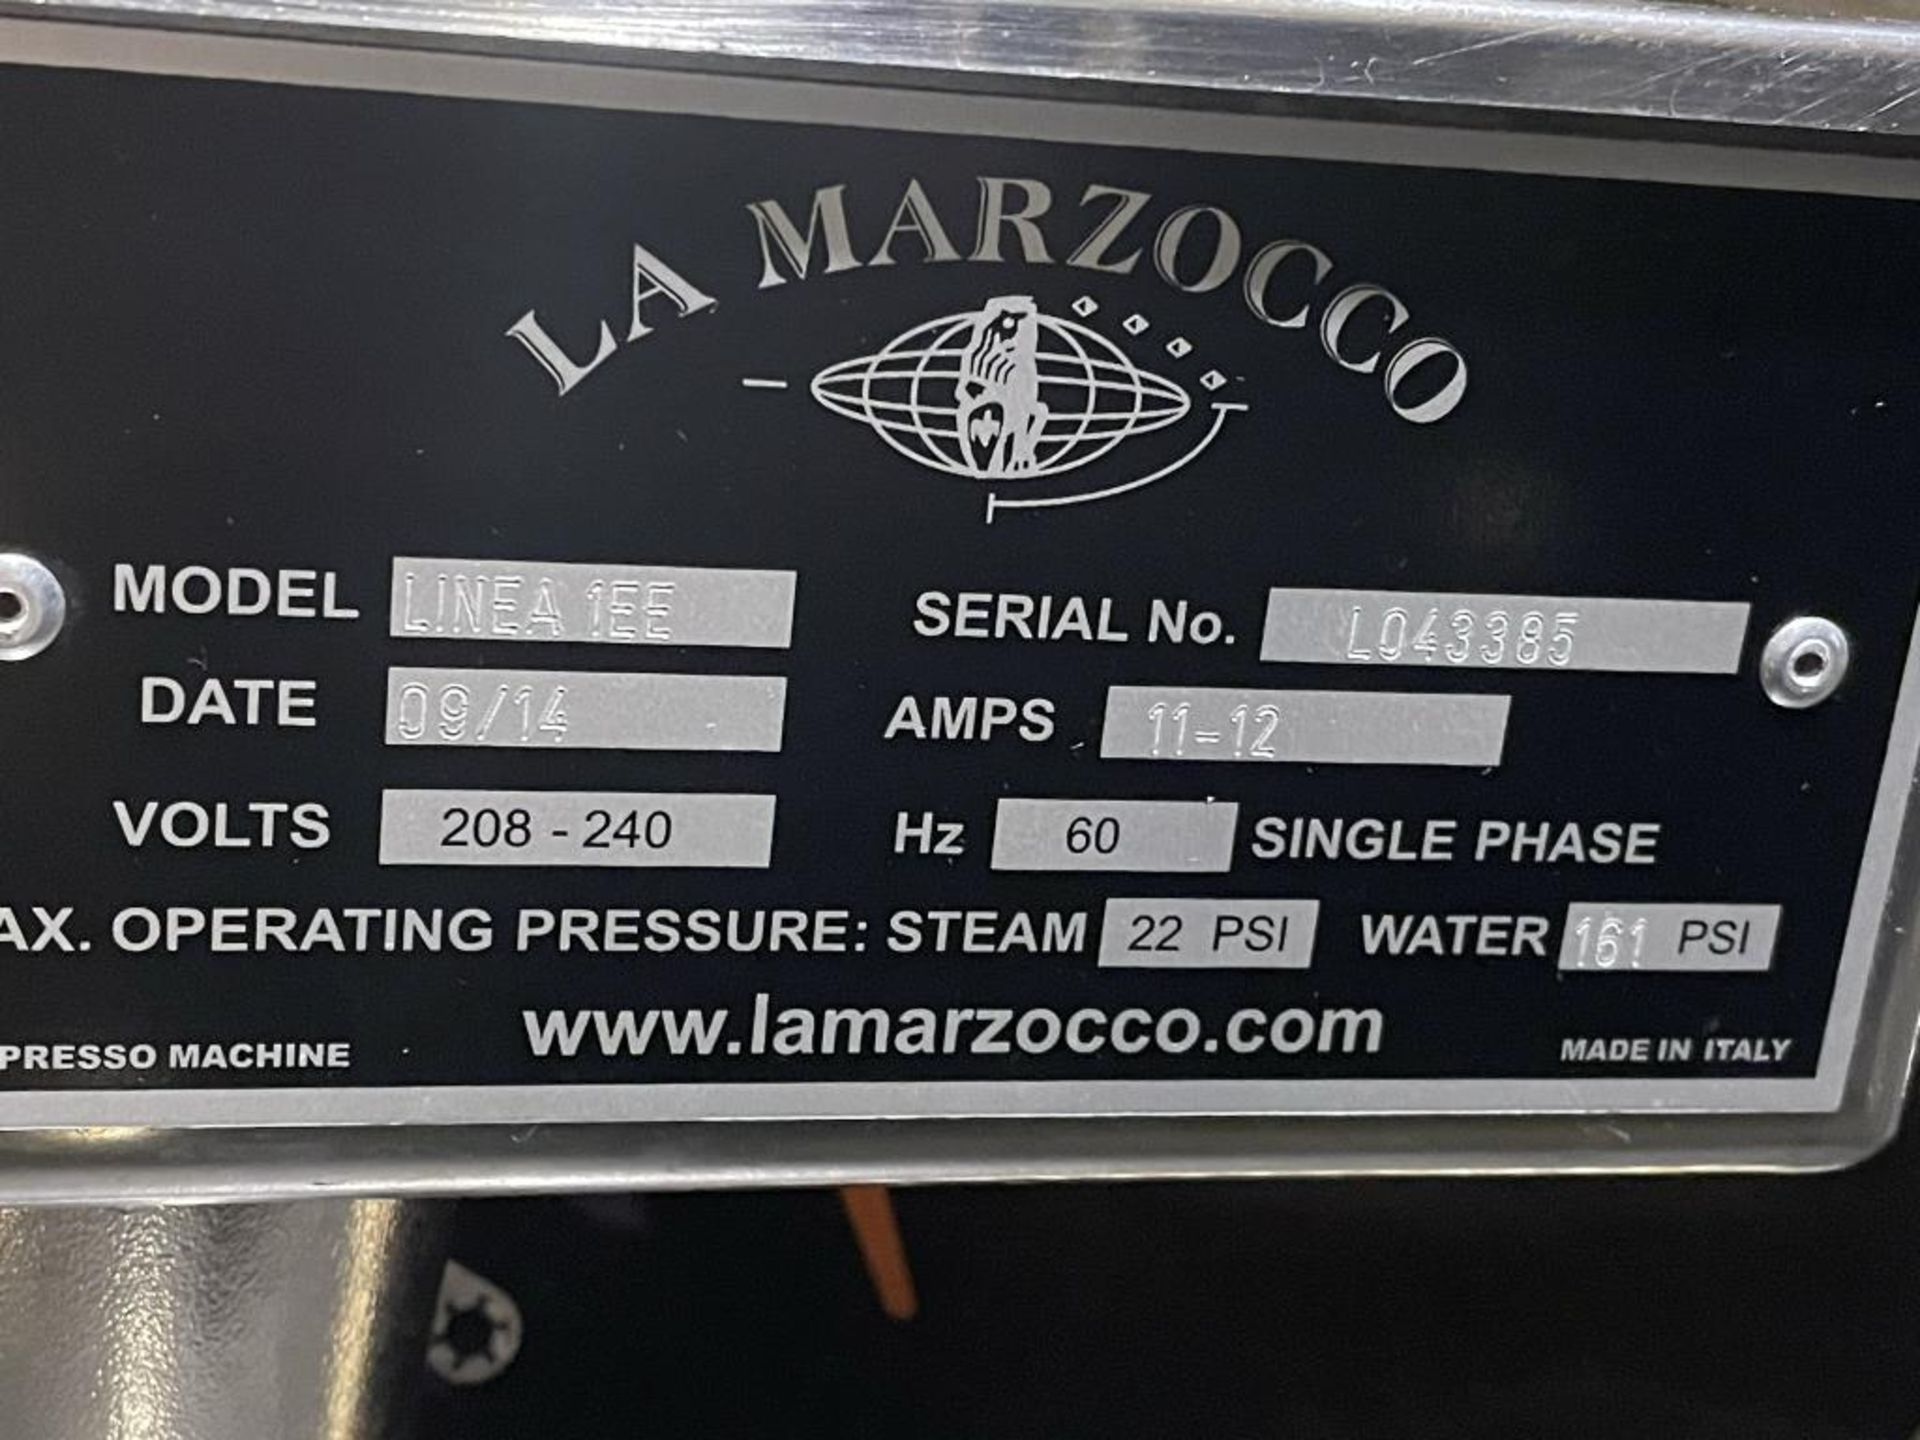 LA MARZOCCO
MODEL LINEA 1EE SERIAL No. L043385
DATE 09/14 AMPS 11-12
VOLTS 208 - 240 Hz 60 SINGLE PHASE
AX. OPERATING PRESSURE: STEAM 22 PSI WATER 161 PSI
www.lamarzocco.com
PRESSO MACHINE MADE IN ITALY